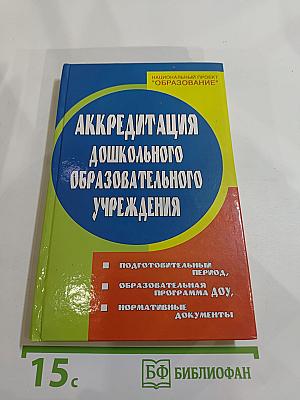 НАЦИОНАЛЬНЫЙ ПРОЕКТ
"ОБРАЗОВАНИЕ"
АККРЕДИТАЦИЯ
ДОШКОЛЬНОГО
ОБРАЗОВАТЕЛЬНОГО
УЧРЕЖДЕНИЯ
ПОДГОТОВИТЕЛЬНЫЙ
ПЕРИОД,
ОБРАЗОВАТЕЛЬНАЯ
ПРОГРАММА ДОУ,
НОРМАТИВНЫЕ
ДОКУМЕНТЫ
15с
БФ БИБЛИОФАН